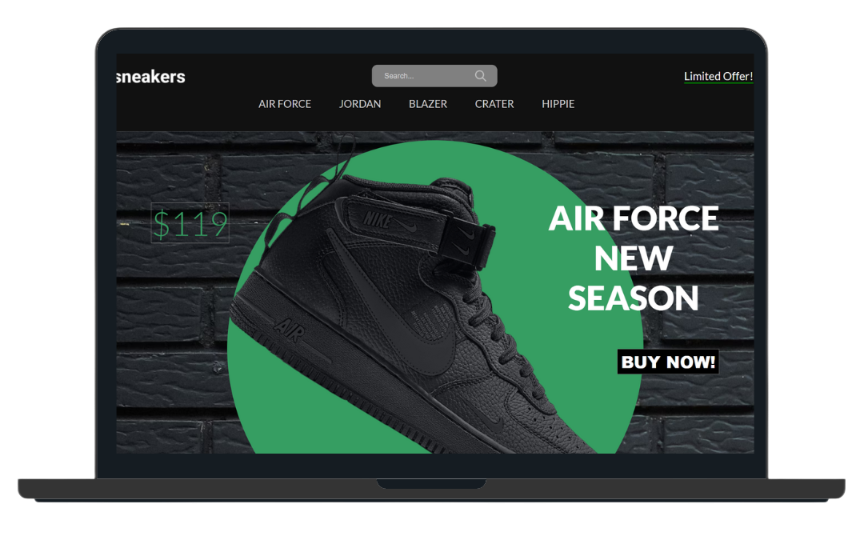 sneakers
Search...
Limited Offer!
AIR FORCE JORDAN BLAZER CRATER HIPPIE
$119
NIKE
AIR
AIR FORCE
NEW
SEASON
BUY NOW!